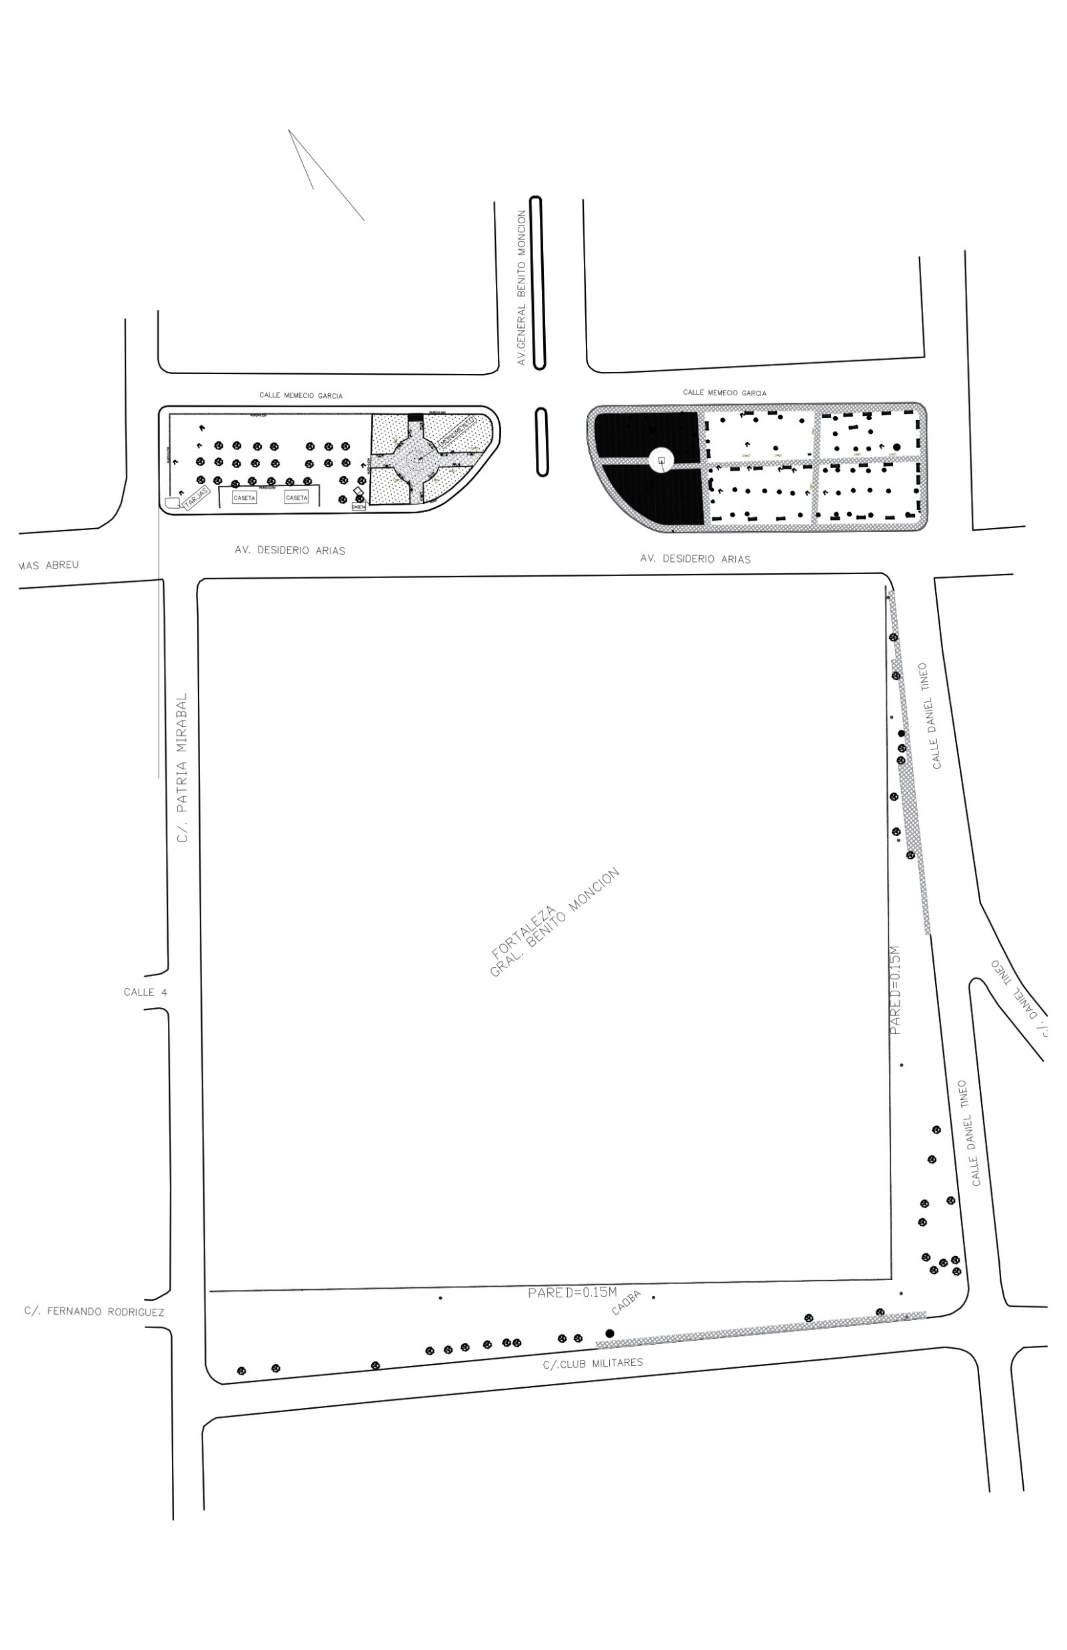 AV.GENERAL BENITO MONCION
CALLE MEMECIO GARCIA
CALLE MEMECIO GARCIA
MONUMENTO
TARJAS
CASETA
CASETA
CASETA
AV. DESIDERIO ARIAS
AV. DESIDERIO ARIAS
MAS ABREU
C/. PATRIA MIRABAL
CALLE DANIEL TINEO
FORTALEZA
GRAL. BENITO MONCION
PARED=0.15M
C/. DANIEL TINEO
CALLE 4
CALLE DANIEL TINEO
PARED=0.15M
CAOBA
C/. FERNANDO RODRIGUEZ
C/.CLUB MILITARES